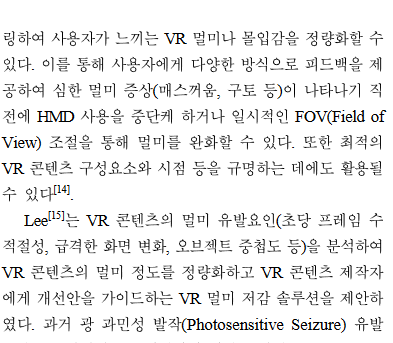 링하여 사용자가 느끼는 VR 멀미나 몰입감을 정량화할 수
있다. 이를 통해 사용자에게 다양한 방식으로 피드백을 제
공하여 심한 멀미 증상(매스꺼움, 구토 등)이 나타나기 직
전에 HMD 사용을 중단케 하거나 일시적인 FOV(Field of
View) 조절을 통해 멀미를 완화할 수 있다. 또한 최적의
VR 콘텐츠 구성요소와 시점 등을 규명하는 데에도 활용될
수 있다[14].
Lee[15]는 VR 콘텐츠의 멀미 유발요인(초당 프레임 수
적절성, 급격한 화면 변화, 오브젝트 중첩도 등)을 분석하여
VR 콘텐츠의 멀미 정도를 정량화하고 VR 콘텐츠 제작자
에게 개선안을 가이드하는 VR 멀미 저감 솔루션을 제안하
였다. 과거 광 과민성 발작(Photosensitive Seizure) 유발